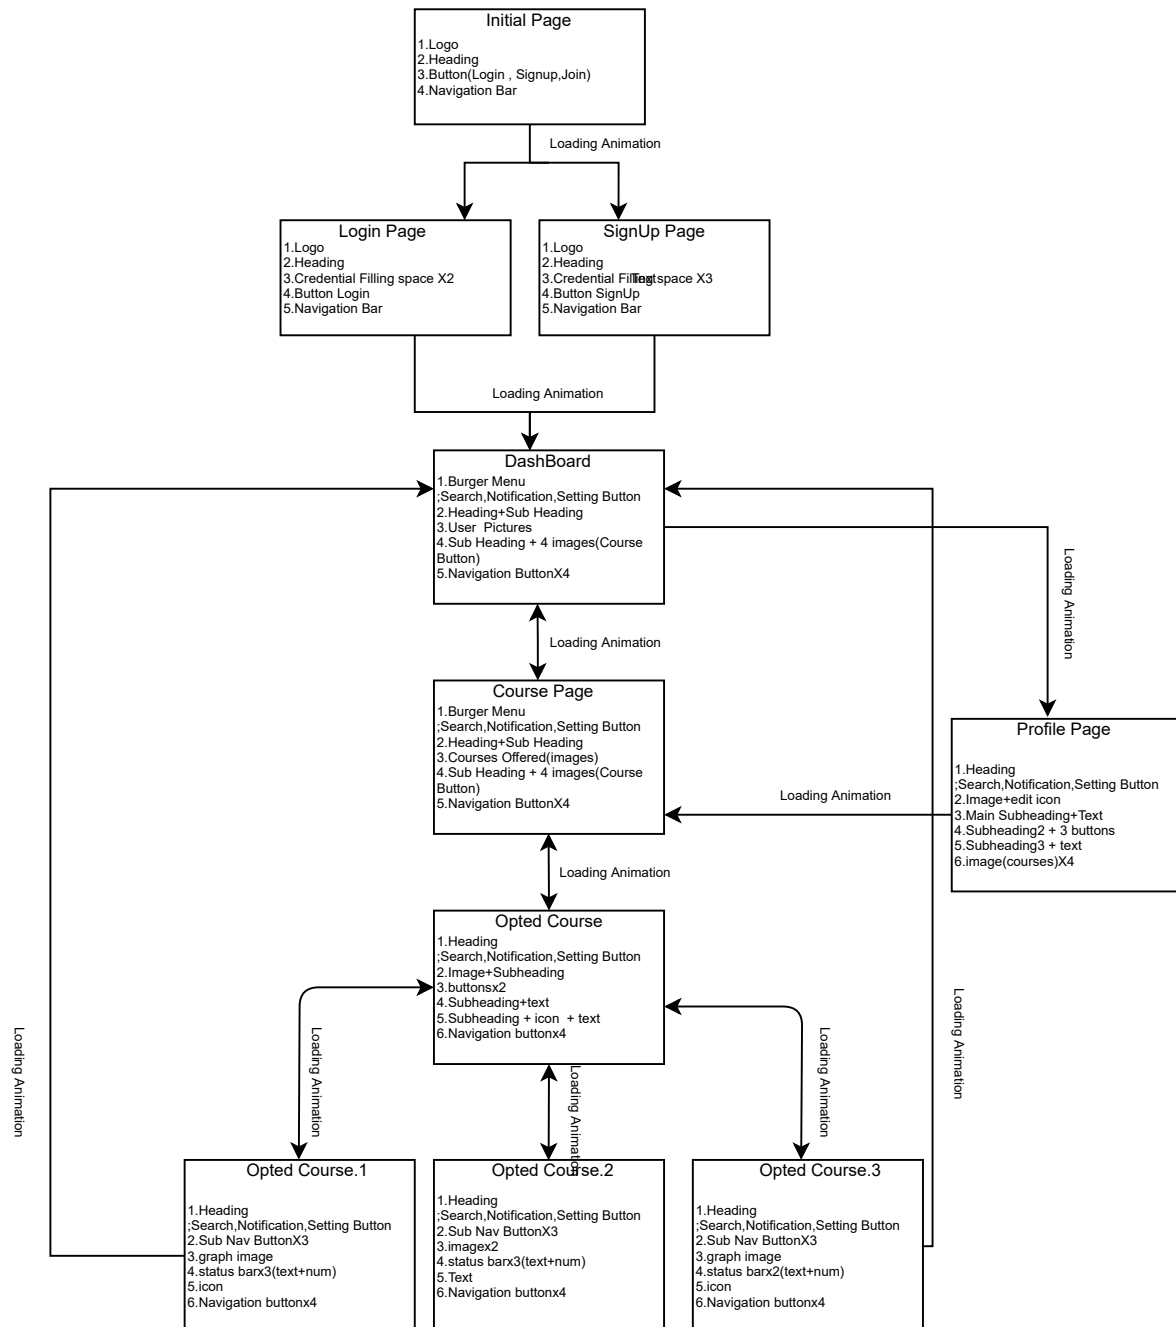 Initial Page
1.Logo
2.Heading
3.Button(Login , Signup,Join)
4.Navigation Bar
Loading Animation
Login Page
1.Logo
2.Heading
3.Credential Filling space X2
4.Button Login
5.Navigation Bar
SignUp Page
1.Logo
2.Heading
3.Credential Filling space X3
Text
4.Button SignUp
5.Navigation Bar
Loading Animation
DashBoard
1.Burger Menu
;Search,Notification,Setting Button
2.Heading+Sub Heading
3.User  Pictures
4.Sub Heading + 4 images(Course
Button)
5.Navigation ButtonX4
Loading Animation
Loading Animation
Course Page
1.Burger Menu
;Search,Notification,Setting Button
2.Heading+Sub Heading
3.Courses Offered(images)
4.Sub Heading + 4 images(Course
Button)
5.Navigation ButtonX4
Profile Page
1.Heading
;Search,Notification,Setting Button
2.Image+edit icon
3.Main Subheading+Text
4.Subheading2 + 3 buttons
5.Subheading3 + text
6.image(courses)X4
Loading Animation
Loading Animation
Opted Course
1.Heading
;Search,Notification,Setting Button
2.Image+Subheading
3.buttonsx2
4.Subheading+text
5.Subheading + icon  + text
6.Navigation buttonx4
Loading Animation
Loading Animation
Loading Animation
Loading Animation
Loading Animation
Opted Course.1
1.Heading
;Search,Notification,Setting Button
2.Sub Nav ButtonX3
3.graph image
4.status barx3(text+num)
5.icon
6.Navigation buttonx4
Opted Course.2
1.Heading
;Search,Notification,Setting Button
2.Sub Nav ButtonX3
3.imagex2
4.status barx3(text+num)
5.Text
6.Navigation buttonx4
Opted Course.3
1.Heading
;Search,Notification,Setting Button
2.Sub Nav ButtonX3
3.graph image
4.status barx2(text+num)
5.icon
6.Navigation buttonx4